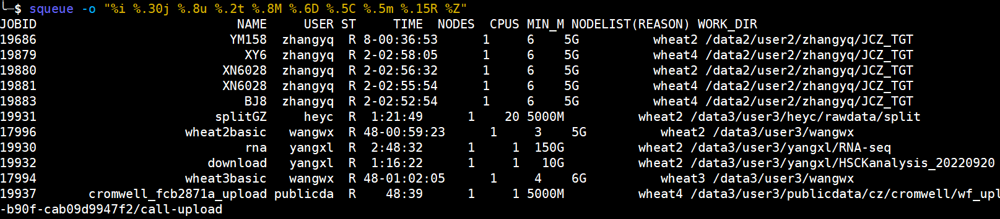 $ squeue -o "%i %.30j %.8u %.2t %.8M %.6D %.5C %.5m %.15R %Z"
JOBID                           NAME     USER ST     TIME  NODES  CPUS MIN_M NODELIST(REASON) WORK_DIR
19686                          YM158  zhangyq  R 8-00:36:53      1     6    5G          wheat2 /data2/user2/zhangyq/JCZ_TGT
19879                            XY6  zhangyq  R 2-02:58:05      1     6    5G          wheat4 /data2/user2/zhangyq/JCZ_TGT
19880                         XN6028  zhangyq  R 2-02:56:32      1     6    5G          wheat2 /data2/user2/zhangyq/JCZ_TGT
19881                         XN6028  zhangyq  R 2-02:55:54      1     6    5G          wheat4 /data2/user2/zhangyq/JCZ_TGT
19883                            BJ8  zhangyq  R 2-02:52:54      1     6    5G          wheat4 /data2/user2/zhangyq/JCZ_TGT
19931                        splitGZ     heyc  R  1:21:49      1    20 5000M        wheat2 /data3/user3/heyc/rawdata/split
17996                    wheat2basic   wangwx  R 48-00:59:23      1     3    5G          wheat2 /data3/user3/wangwx
19930                            rna   yangxl  R  2:48:32      1     1  150G        wheat2 /data3/user3/yangxl/RNA-seq
19932                       download   yangxl  R  1:16:22      1     1   10G        wheat2 /data3/user3/yangxl/HSCKanalysis_20220920
17994                    wheat3basic   wangwx  R 48-01:02:05      1     4    6G          wheat3 /data3/user3/wangwx
19937       cromwell_fcb2871a_upload publicda  R    48:39      1     1 5000M        wheat4 /data3/user3/publicdata/cz/cromwell/wf_upl
-b90f-cab09d9947f2/call-upload